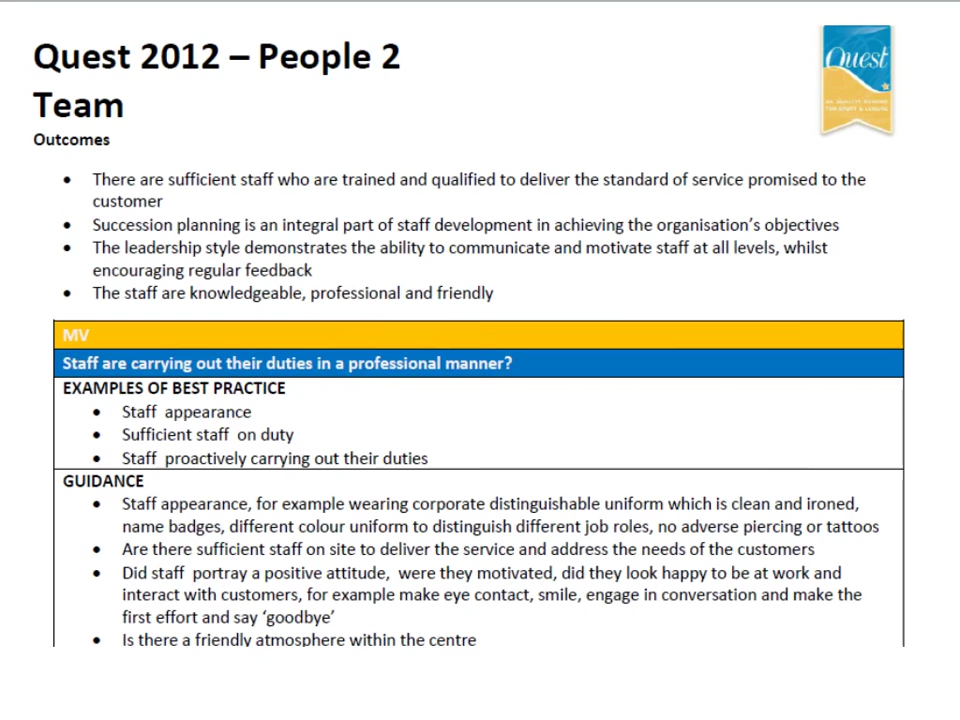 Quest 2012 – People 2
Team
Outcomes
Quest
• There are sufficient staff who are trained and qualified to deliver the standard of service promised to the
customer
• Succession planning is an integral part of staff development in achieving the organisation's objectives
• The leadership style demonstrates the ability to communicate and motivate staff at all levels, whilst
encouraging regular feedback
• The staff are knowledgeable, professional and friendly
MV
Staff are carrying out their duties in a professional manner?
EXAMPLES OF BEST PRACTICE
• Staff appearance
• Sufficient staff on duty
• Staff proactively carrying out their duties
GUIDANCE
• Staff appearance, for example wearing corporate distinguishable uniform which is clean and ironed,
name badges, different colour uniform to distinguish different job roles, no adverse piercing or tattoos
• Are there sufficient staff on site to deliver the service and address the needs of the customers
• Did staff portray a positive attitude, were they motivated, did they look happy to be at work and
interact with customers, for example make eye contact, smile, engage in conversation and make the
first effort and say 'goodbye'
• Is there a friendly atmosphere within the centre